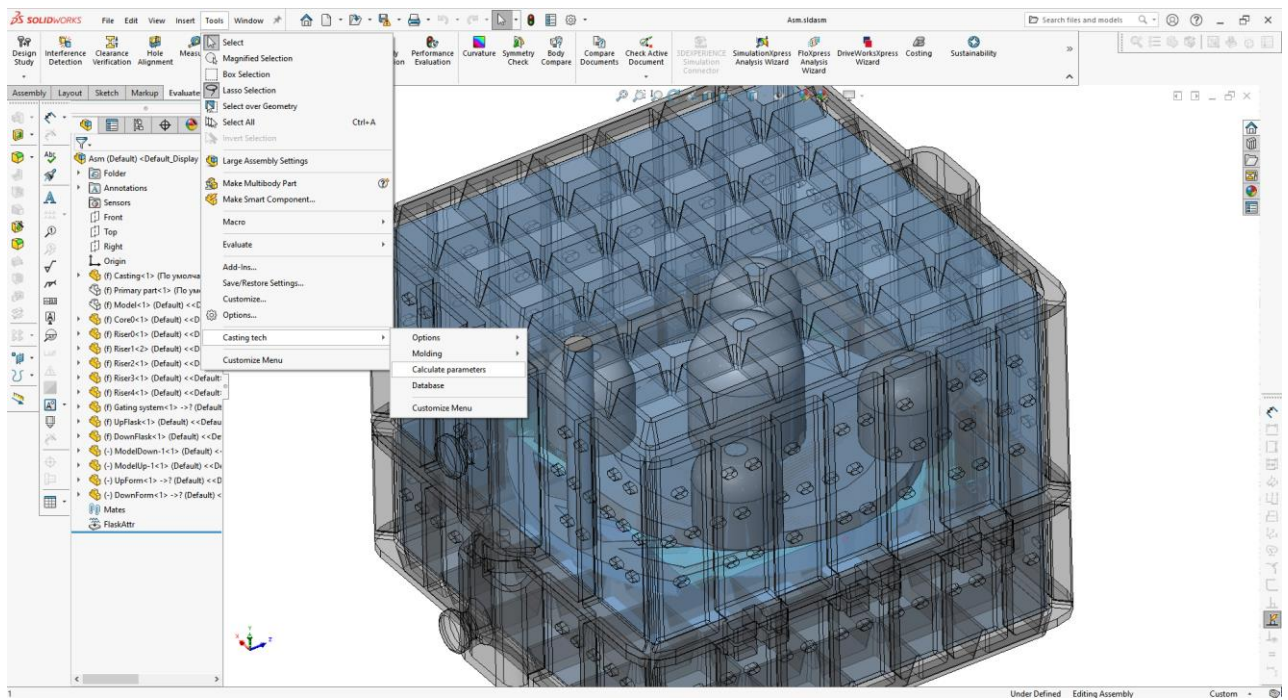 SOLIDWORKS File Edit View Insert Tools Window Asm.sldasm Search files and models
Design Study
Interference Detection
Clearance Verification
Hole Alignment
Measu
Performance Evaluation
Curvature
Symmetry Check
Body Compare
Compare Documents
Check Active Document
3DEXPERIENCE Simulation Connector
SimulationXpress Analysis Wizard
FloXpress Analysis Wizard
DriveWorksXpress Wizard
Costing
Sustainability
Assembly Layout Sketch Markup Evaluate
Select
Magnified Selection
Box Selection
Lasso Selection
Select over Geometry
Select All Ctrl+A
Invert Selection
Large Assembly Settings
Make Multibody Part
Make Smart Component...
Macro
Evaluate
Add-Ins...
Save/Restore Settings...
Customize...
Options...
Casting tech
Customize Menu
Options
Molding
Calculate parameters
Database
Customize Menu
Asm (Default) <Default_Display
Folder
Annotations
Sensors
Front
Top
Right
Origin
(f) Casting<1> (По умолча
(f) Primary part<1> (По ум
(f) Model<1> (Default) <<D
(f) Core0<1> (Default) <<D
(f) Riser0<1> (Default) <<D
(f) Riser1<2> (Default) <<D
(f) Riser2<1> (Default) <<D
(f) Riser3<1> (Default) <<Default
(f) Riser4<1> (Default) <<Default
(f) Gating system<1> ->? (Default
(f) UpFlask<1> (Default) <<Defau
(f) DownFlask<1> (Default) <<De
(-) ModelDown-1<1> (Default) <
(-) ModelUp-1<1> (Default) <<De
(-) UpForm<1> ->? (Default) <<D
(-) DownForm<1> ->? (Default) <
Mates
FlaskAttr
1 Under Defined Editing Assembly Custom